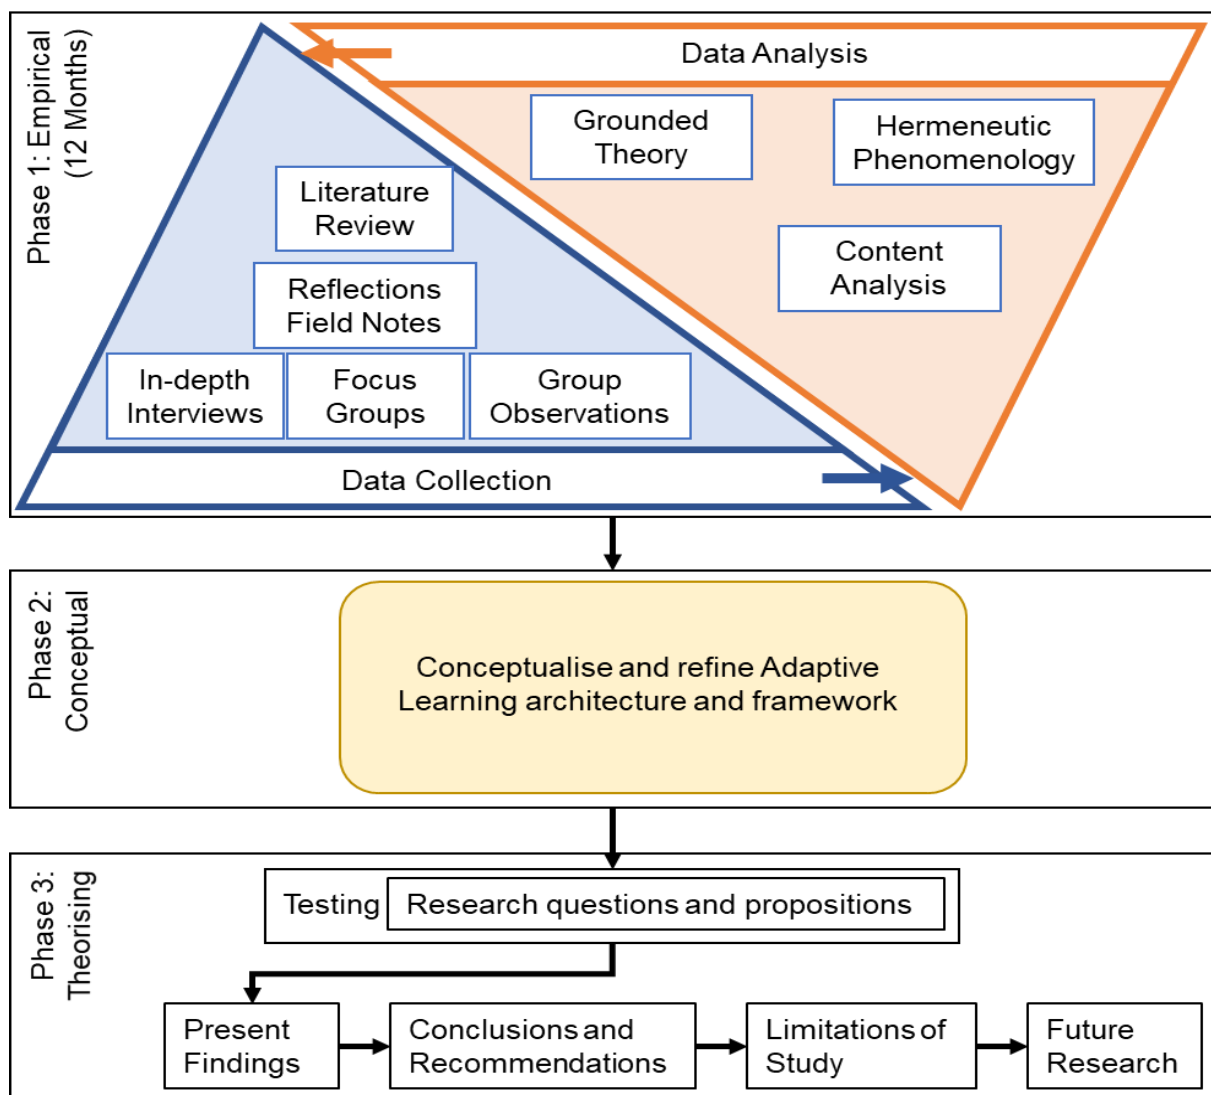 Phase 1: Empirical
(12 Months)
Data Analysis
Grounded
Theory
Hermeneutic
Phenomenology
Content
Analysis
Literature
Review
Reflections
Field Notes
In-depth
Interviews
Focus
Groups
Group
Observations
Data Collection
Phase 2:
Conceptual
Conceptualise and refine Adaptive
Learning architecture and framework
Phase 3:
Theorising
Testing
Research questions and propositions
Present
Findings
Conclusions and
Recommendations
Limitations of
Study
Future
Research